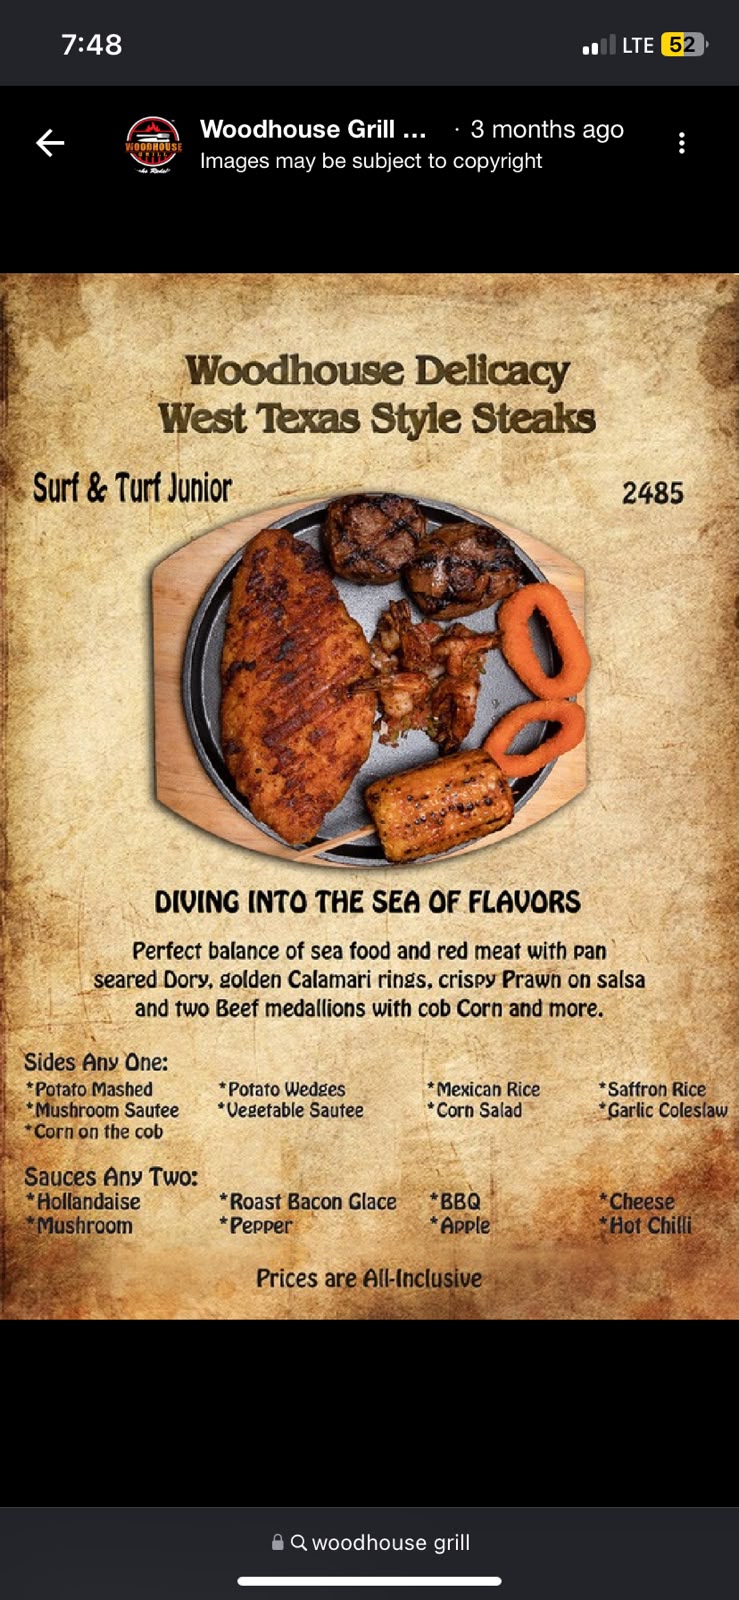 7:48
LTE 52
Woodhouse Grill ... · 3 months ago
Images may be subject to copyright
WOODHOUSE
GRILL
Woodhouse Delicacy
West Texas Style Steaks
Surf & Turf Junior 2485
DIVING INTO THE SEA OF FLAVORS
Perfect balance of sea food and red meat with pan
seared Dory, golden Calamari rings, crispy Prawn on salsa
and two Beef medallions with cob Corn and more.
Sides Any One:
*Potato Mashed *Potato Wedges *Mexican Rice *Saffron Rice
*Mushroom Sautee *Vegetable Sautee *Corn Salad *Garlic Coleslaw
*Corn on the cob
Sauces Any Two:
*Hollandaise *Roast Bacon Glace *BBQ *Cheese
*Mushroom *Pepper *Apple *Hot Chilli
Prices are All-Inclusive
woodhouse grill